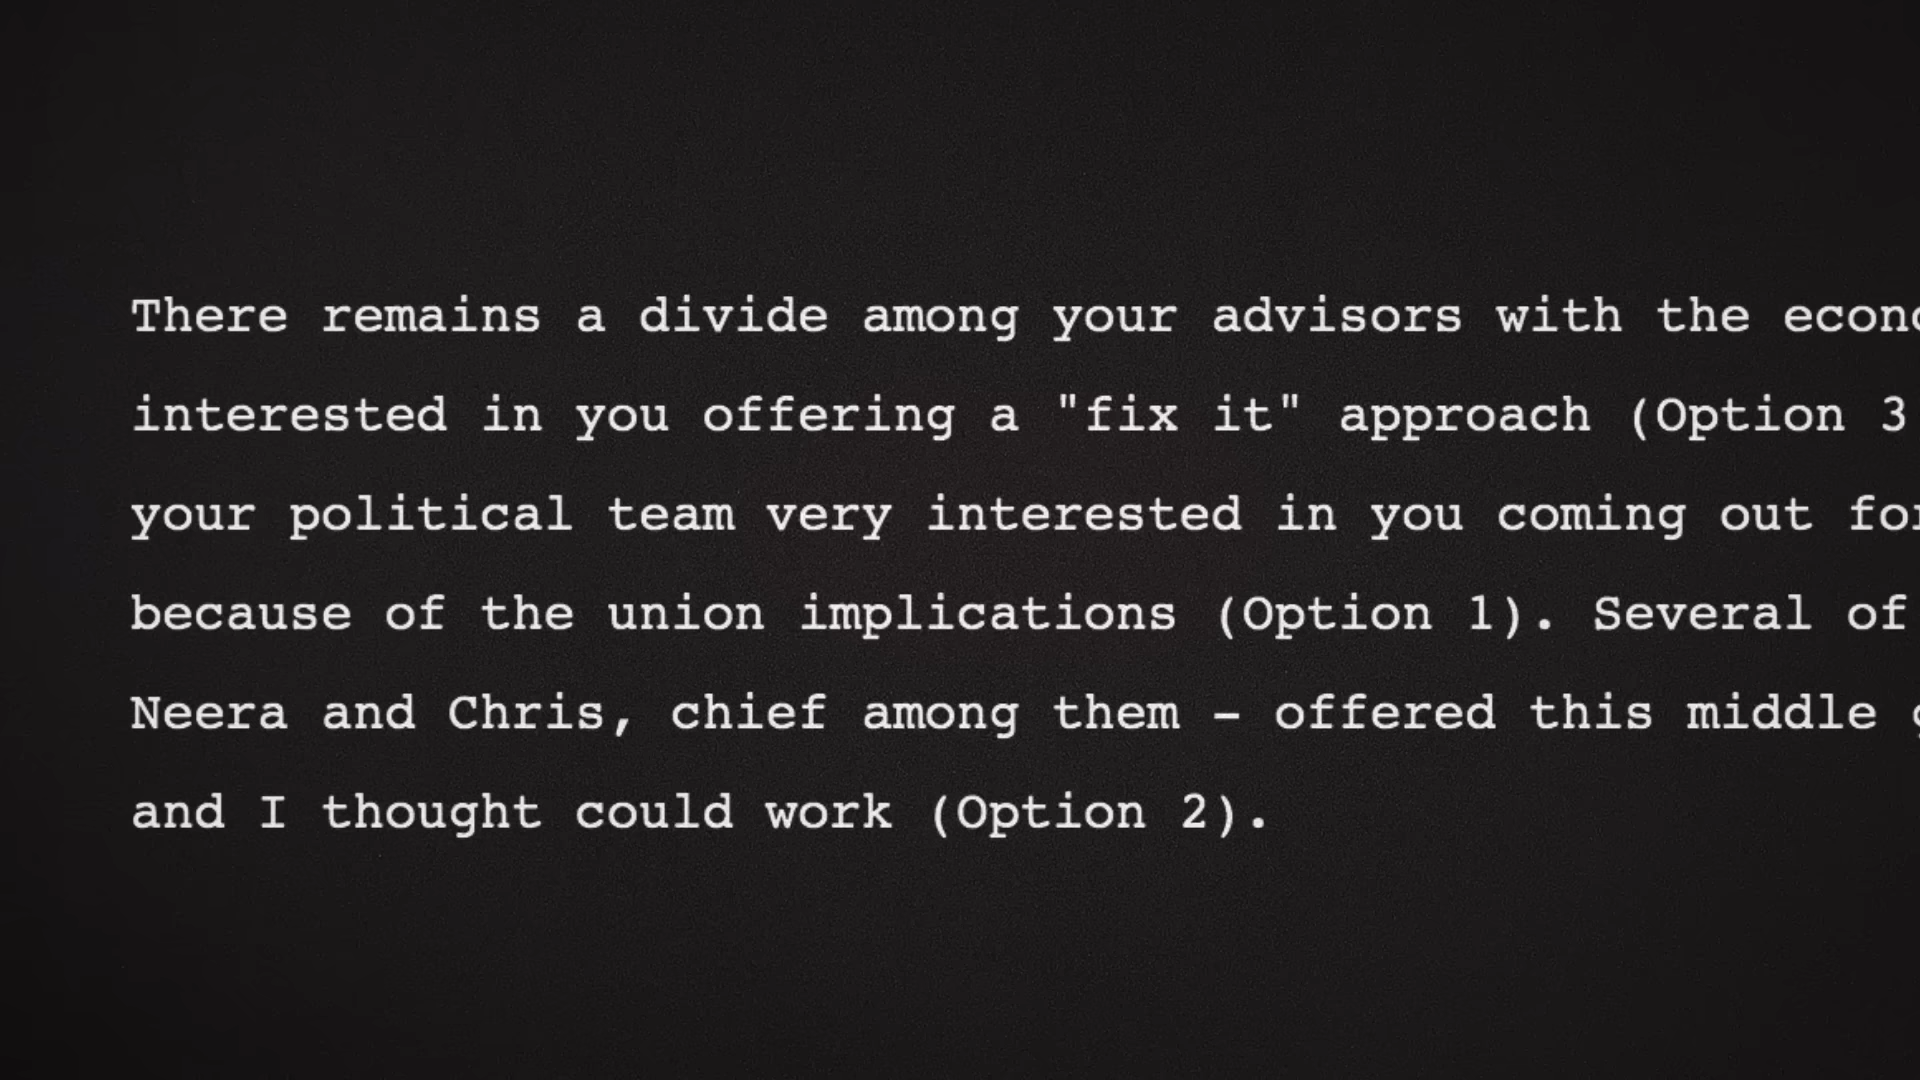 There remains a divide among your advisors with the
interested in you offering a "fix it" approach (Option 3
your political team very interested in you coming out
because of the union implications (Option 1). Several of
Neera and Chris, chief among them – offered this middle
and I thought could work (Option 2).